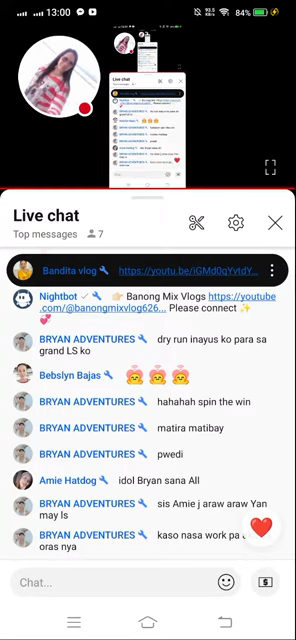 13:00
93.5
K/s
84%
Live chat
Top messages 7
Bandita vlog https://youtu.be/iGMd0qYvtdY...
Nightbot Banong Mix Vlogs https://youtube
.com/@banongmixvlog626... Please connect
BRYAN ADVENTURES dry run inayus ko para sa
grand LS ko
Bebslyn Bajas
BRYAN ADVENTURES hahahah spin the win
BRYAN ADVENTURES matira matibay
BRYAN ADVENTURES pwedi
Amie Hatdog idol Bryan sana All
BRYAN ADVENTURES sis Amie j araw araw Yan
may ls
BRYAN ADVENTURES kaso nasa work pa
oras nya
Chat...